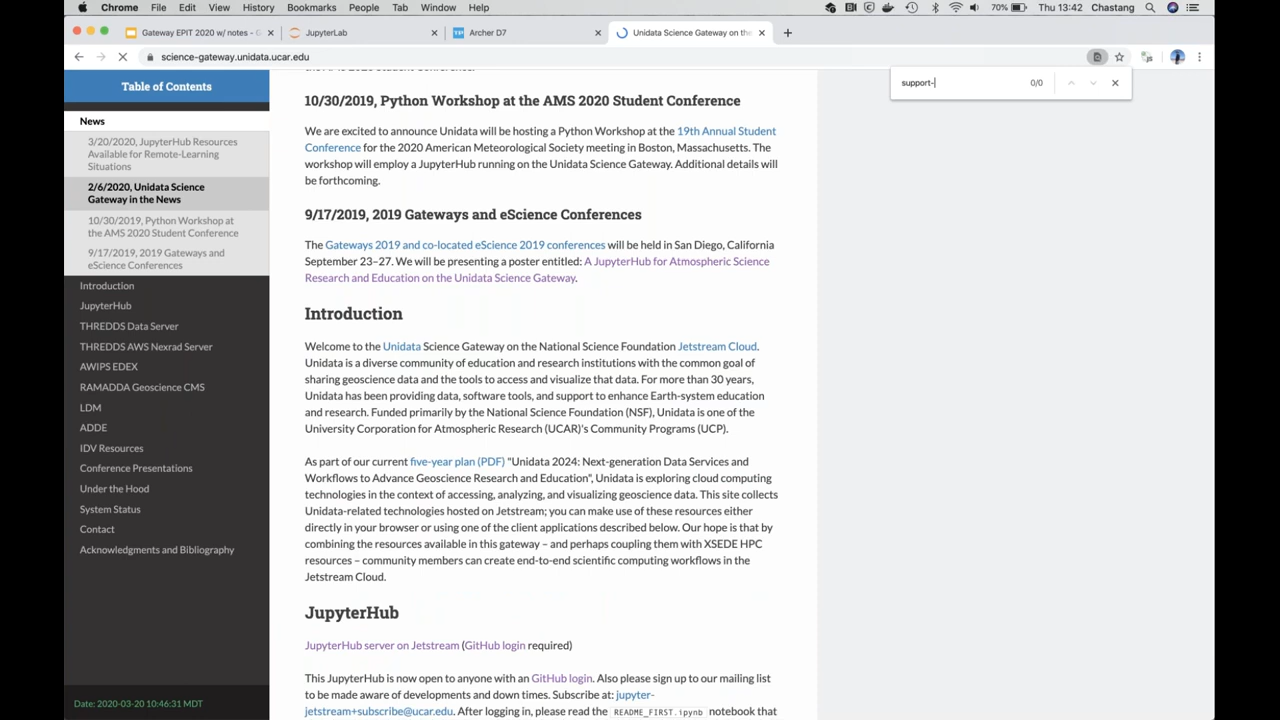 Chrome File Edit View History Bookmarks People Tab Window Help 70% Thu 13:42 Chastang
Gateway EPIT 2020 w/ notes - G JupyterLab Archer D7 Unidata Science Gateway on the
science-gateway.unidata.ucar.edu
support- 0/0
Table of Contents
News
3/20/2020, JupyterHub Resources
Available for Remote-Learning
Situations
2/6/2020, Unidata Science
Gateway in the News
10/30/2019, Python Workshop at
the AMS 2020 Student Conference
9/17/2019, 2019 Gateways and
eScience Conferences
Introduction
JupyterHub
THREDDS Data Server
THREDDS AWS Nexrad Server
AWIPS EDEX
RAMADDA Geoscience CMS
LDM
ADDE
IDV Resources
Conference Presentations
Under the Hood
System Status
Contact
Acknowledgments and Bibliography
Date: 2020-03-20 10:46:31 MDT
the AMS 2020 Student Conference.
10/30/2019, Python Workshop at the AMS 2020 Student Conference
We are excited to announce Unidata will be hosting a Python Workshop at the 19th Annual Student
Conference for the 2020 American Meteorological Society meeting in Boston, Massachusetts. The
workshop will employ a JupyterHub running on the Unidata Science Gateway. Additional details will
be forthcoming.
9/17/2019, 2019 Gateways and eScience Conferences
The Gateways 2019 and co-located eScience 2019 conferences will be held in San Diego, California
September 23–27. We will be presenting a poster entitled: A JupyterHub for Atmospheric Science
Research and Education on the Unidata Science Gateway.
Introduction
Welcome to the Unidata Science Gateway on the National Science Foundation Jetstream Cloud.
Unidata is a diverse community of education and research institutions with the common goal of
sharing geoscience data and the tools to access and visualize that data. For more than 30 years,
Unidata has been providing data, software tools, and support to enhance Earth-system education
and research. Funded primarily by the National Science Foundation (NSF), Unidata is one of the
University Corporation for Atmospheric Research (UCAR)'s Community Programs (UCP).
As part of our current five-year plan (PDF) "Unidata 2024: Next-generation Data Services and
Workflows to Advance Geoscience Research and Education", Unidata is exploring cloud computing
technologies in the context of accessing, analyzing, and visualizing geoscience data. This site collects
Unidata-related technologies hosted on Jetstream; you can make use of these resources either
directly in your browser or using one of the client applications described below. Our hope is that by
combining the resources available in this gateway – and perhaps coupling them with XSEDE HPC
resources – community members can create end-to-end scientific computing workflows in the
Jetstream Cloud.
JupyterHub
JupyterHub server on Jetstream (GitHub login required)
This JupyterHub is now open to anyone with an GitHub login. Also please sign up to our mailing list
to be made aware of developments and down times. Subscribe at: jupyter-
jetstream+subscribe@ucar.edu. After logging in, please read the README_FIRST.ipynb notebook that